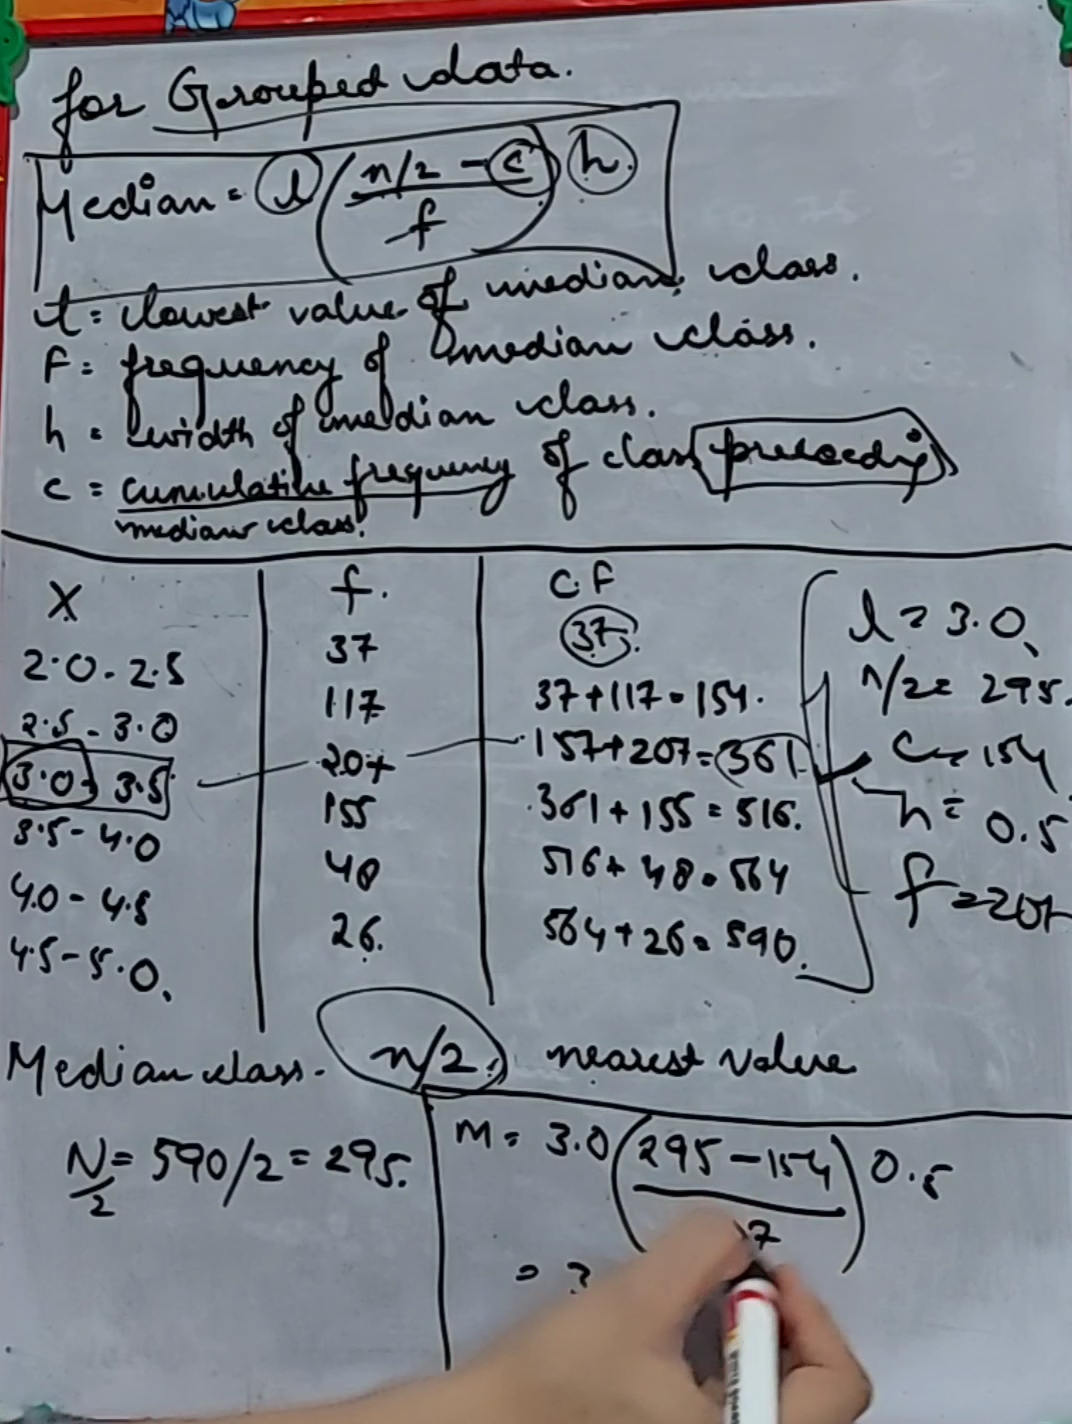 for Grouped data.
Median = l (n/2 - c / f) h.
l = lowest value of median class.
F = frequency of median class.
h = width of median class.
c = cumulative frequency of class preceeding
median class.
X f. C.F
2.0 - 2.5 37 37
2.5 - 3.0 117 37+117=154.
3.0 - 3.5 207 157+207=361
3.5 - 4.0 155 361+155=516.
4.0 - 4.5 48 516+48=564
4.5 - 5.0 26. 564+26=590.
l = 3.0
n/2 = 295.
c = 154
h = 0.5
f = 207
Median class. n/2. nearest value
N/2 = 590/2 = 295.
M = 3.0 (295 - 154 / 7) 0.5
= 3